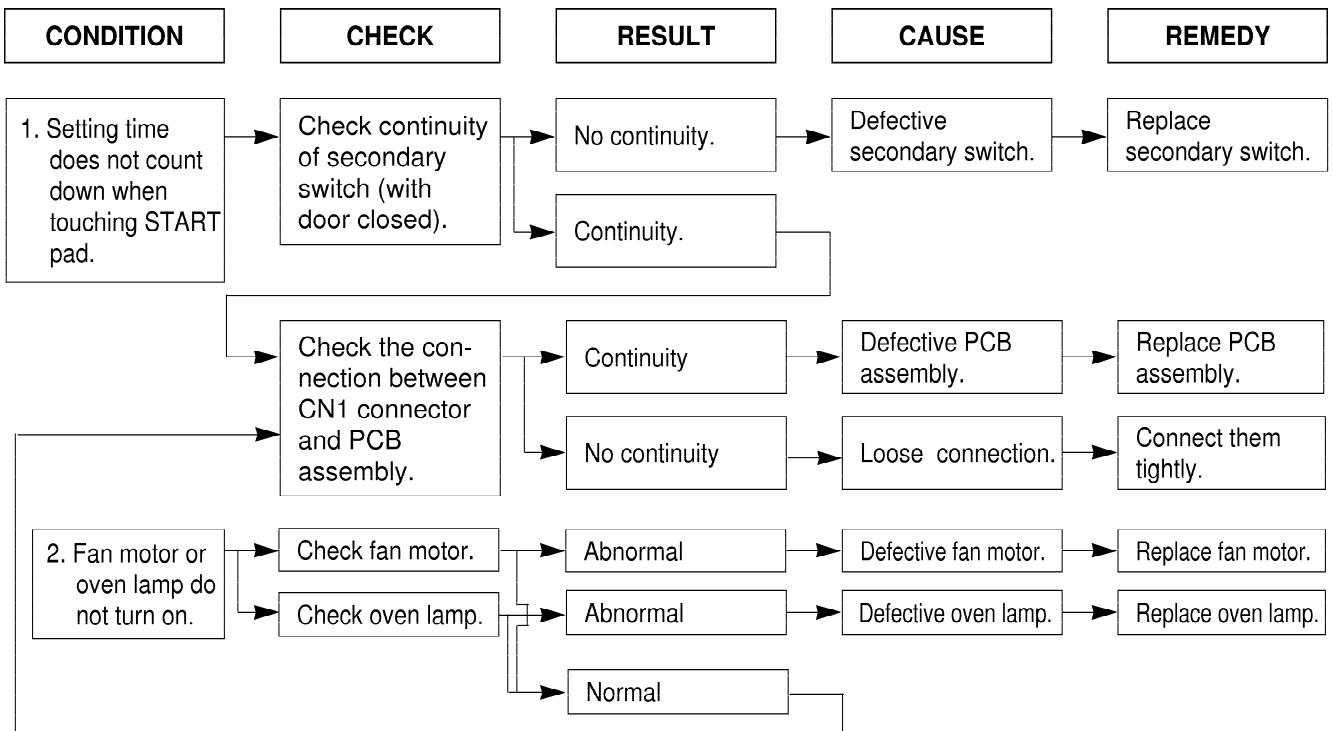 CONDITION
CHECK
RESULT
CAUSE
REMEDY
1. Setting time
does not count
down when
touching START
pad.
Check continuity
of secondary
switch (with
door closed).
No continuity.
Defective
secondary switch.
Replace
secondary switch.
Continuity.
Check the con-
nection between
CN1 connector
and PCB
assembly.
Continuity
Defective PCB
assembly.
Replace PCB
assembly.
No continuity
Loose connection.
Connect them
tightly.
2. Fan motor or
oven lamp do
not turn on.
Check fan motor.
Abnormal
Defective fan motor.
Replace fan motor.
Check oven lamp.
Abnormal
Defective oven lamp.
Replace oven lamp.
Normal